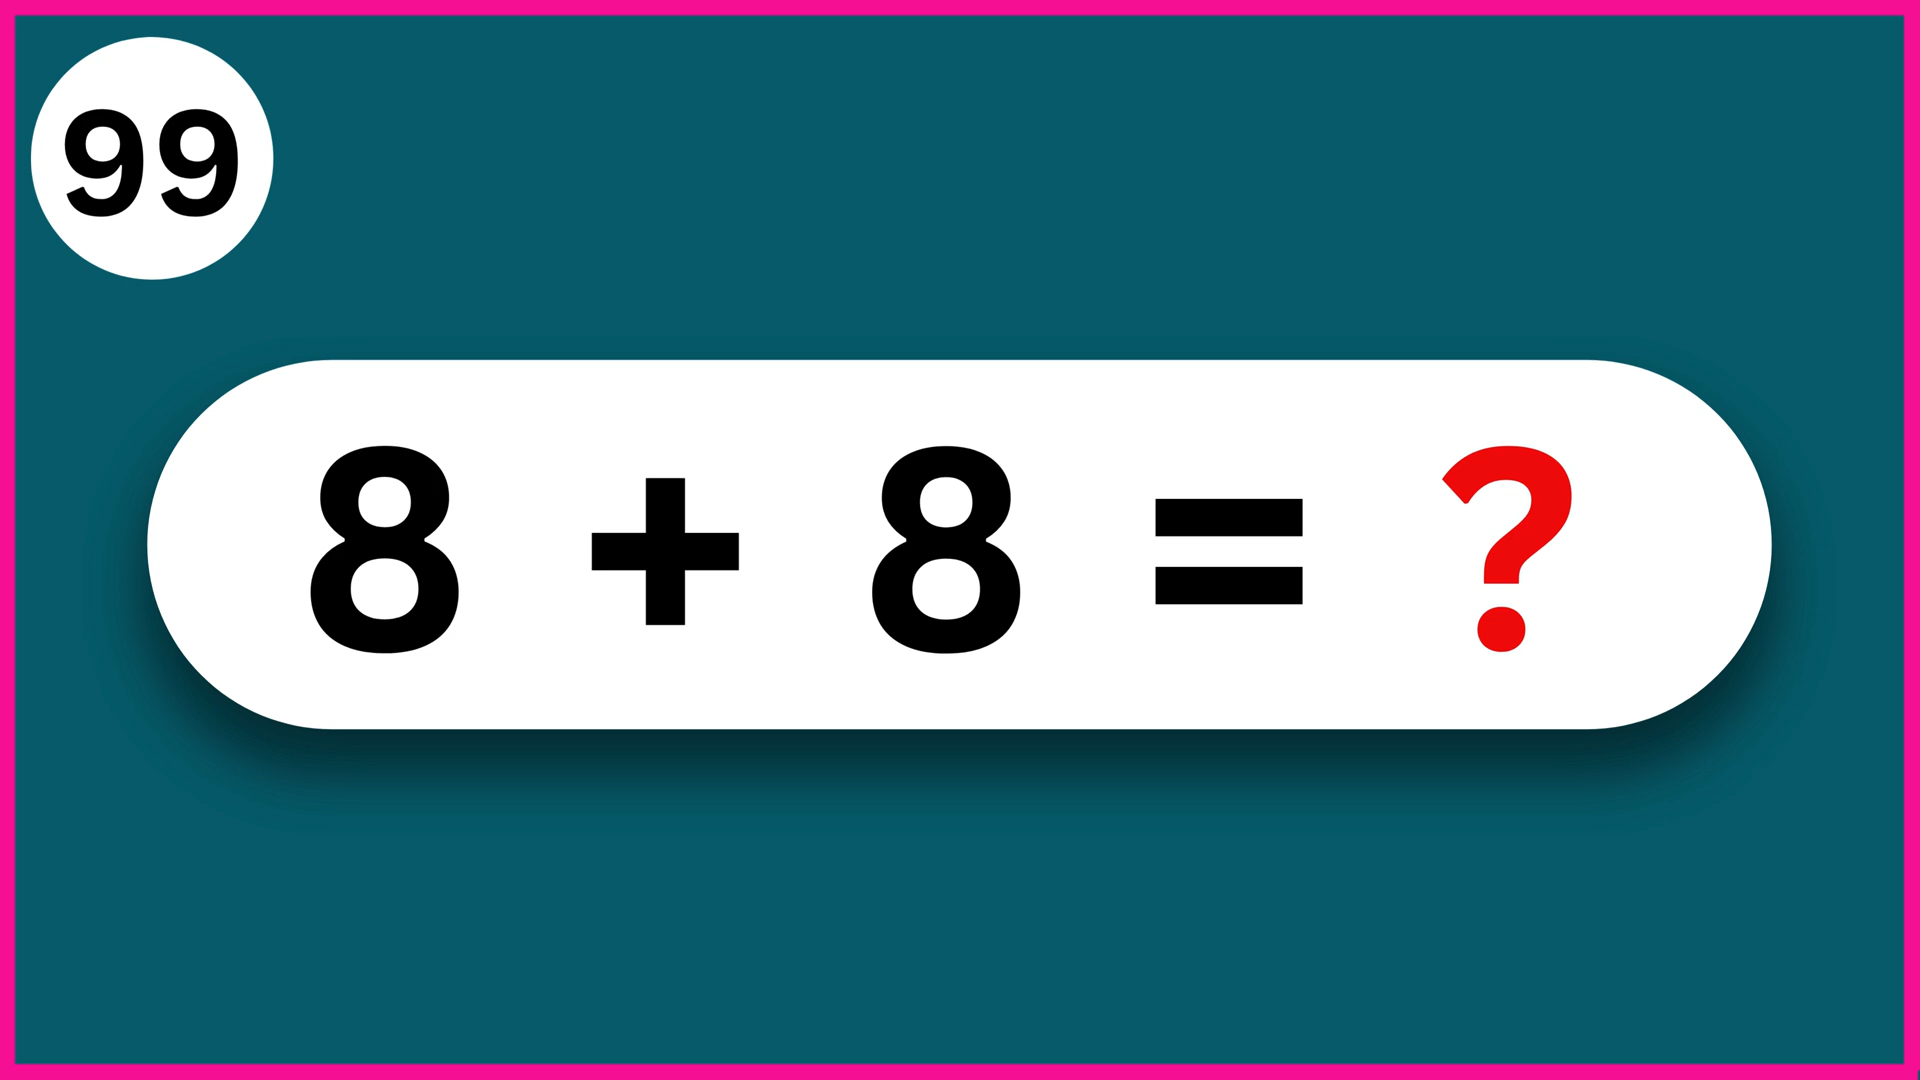 99
8 + 8 = ?